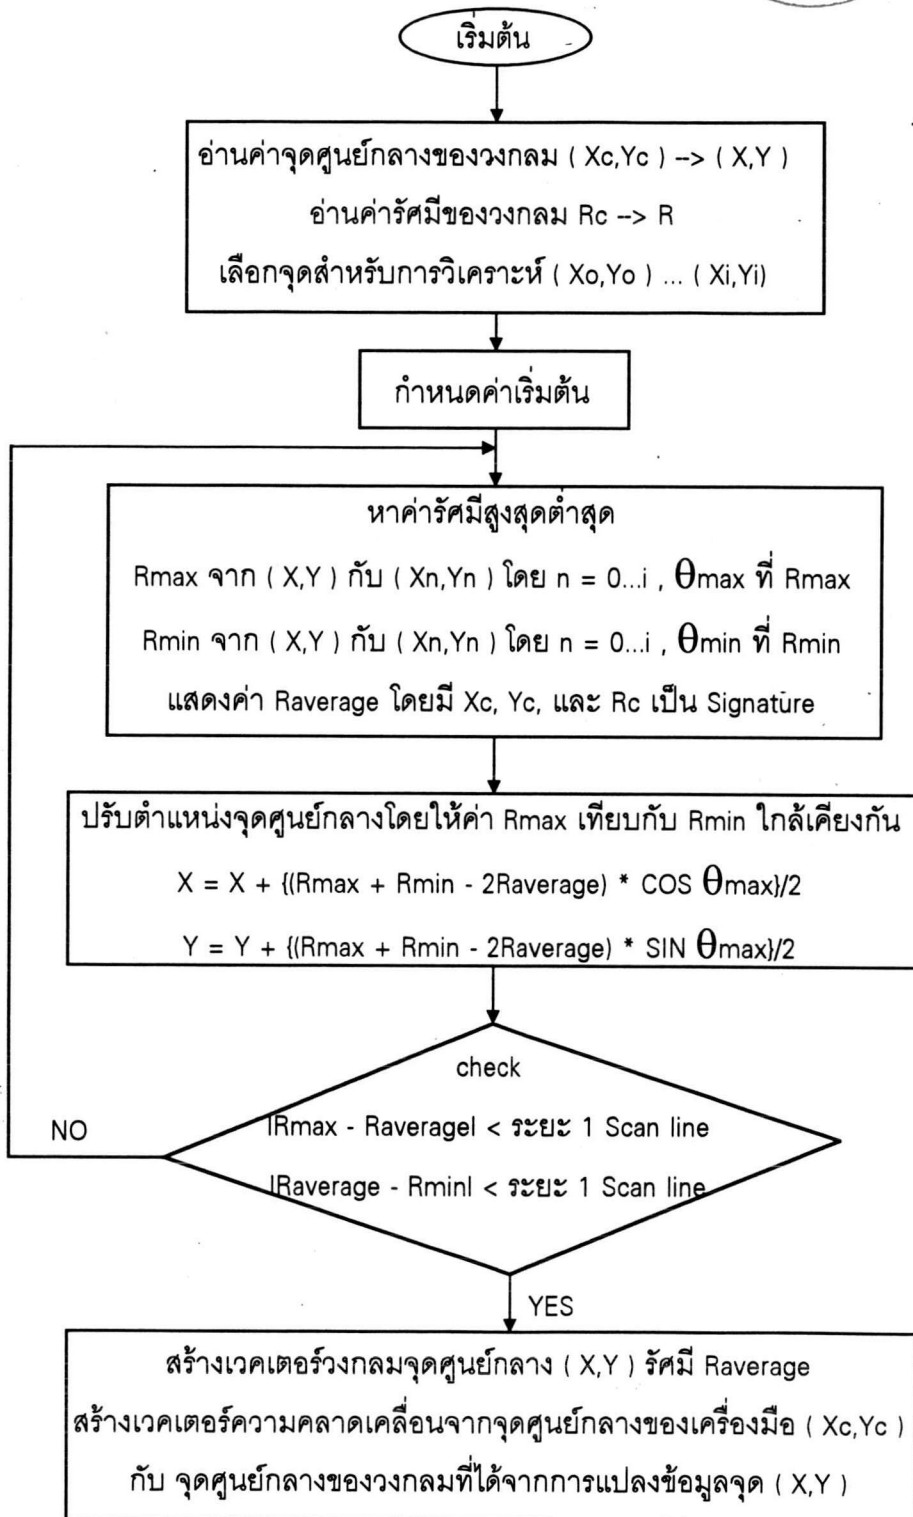 เริ่มต้น
อ่านค่าจุดศูนย์กลางของวงกลม ( Xc,Yc ) --> ( X,Y )
อ่านค่ารัศมีของวงกลม Rc --> R
เลือกจุดสำหรับการวิเคราะห์ ( Xo,Yo ) ... ( Xi,Yi)
กำหนดค่าเริ่มต้น
หาค่ารัศมีสูงสุดต่ำสุด
Rmax จาก ( X,Y ) กับ ( Xn,Yn ) โดย n = 0...i , θmax ที่ Rmax
Rmin จาก ( X,Y ) กับ ( Xn,Yn ) โดย n = 0...i , θmin ที่ Rmin
แสดงค่า Raverage โดยมี Xc, Yc, และ Rc เป็น Signature
ปรับตำแหน่งจุดศูนย์กลางโดยให้ค่า Rmax เทียบกับ Rmin ใกล้เคียงกัน
X = X + {(Rmax + Rmin - 2Raverage) * COS θmax}/2
Y = Y + {(Rmax + Rmin - 2Raverage) * SIN θmax}/2
check
|Rmax - Raverage| < ระยะ 1 Scan line
NO
|Raverage - Rmin| < ระยะ 1 Scan line
YES
สร้างเวคเตอร์วงกลมจุดศูนย์กลาง ( X,Y ) รัศมี Raverage
สร้างเวคเตอร์ความคลาดเคลื่อนจากจุดศูนย์กลางของเครื่องมือ ( Xc,Yc )
กับ จุดศูนย์กลางของวงกลมที่ได้จากการแปลงข้อมูลจุด ( X,Y )